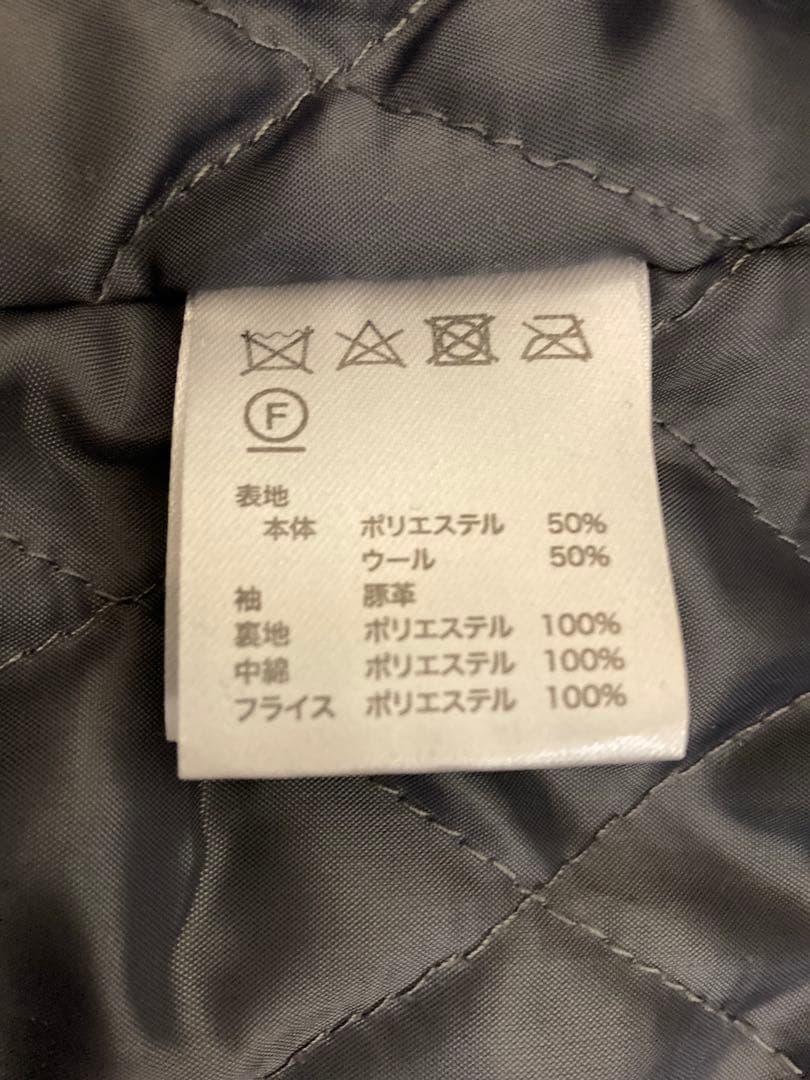 F
表地
本体 ポリエステル 50%
ウール 50%
袖 豚革
裏地 ポリエステル 100%
中綿 ポリエステル 100%
フライス ポリエステル 100%